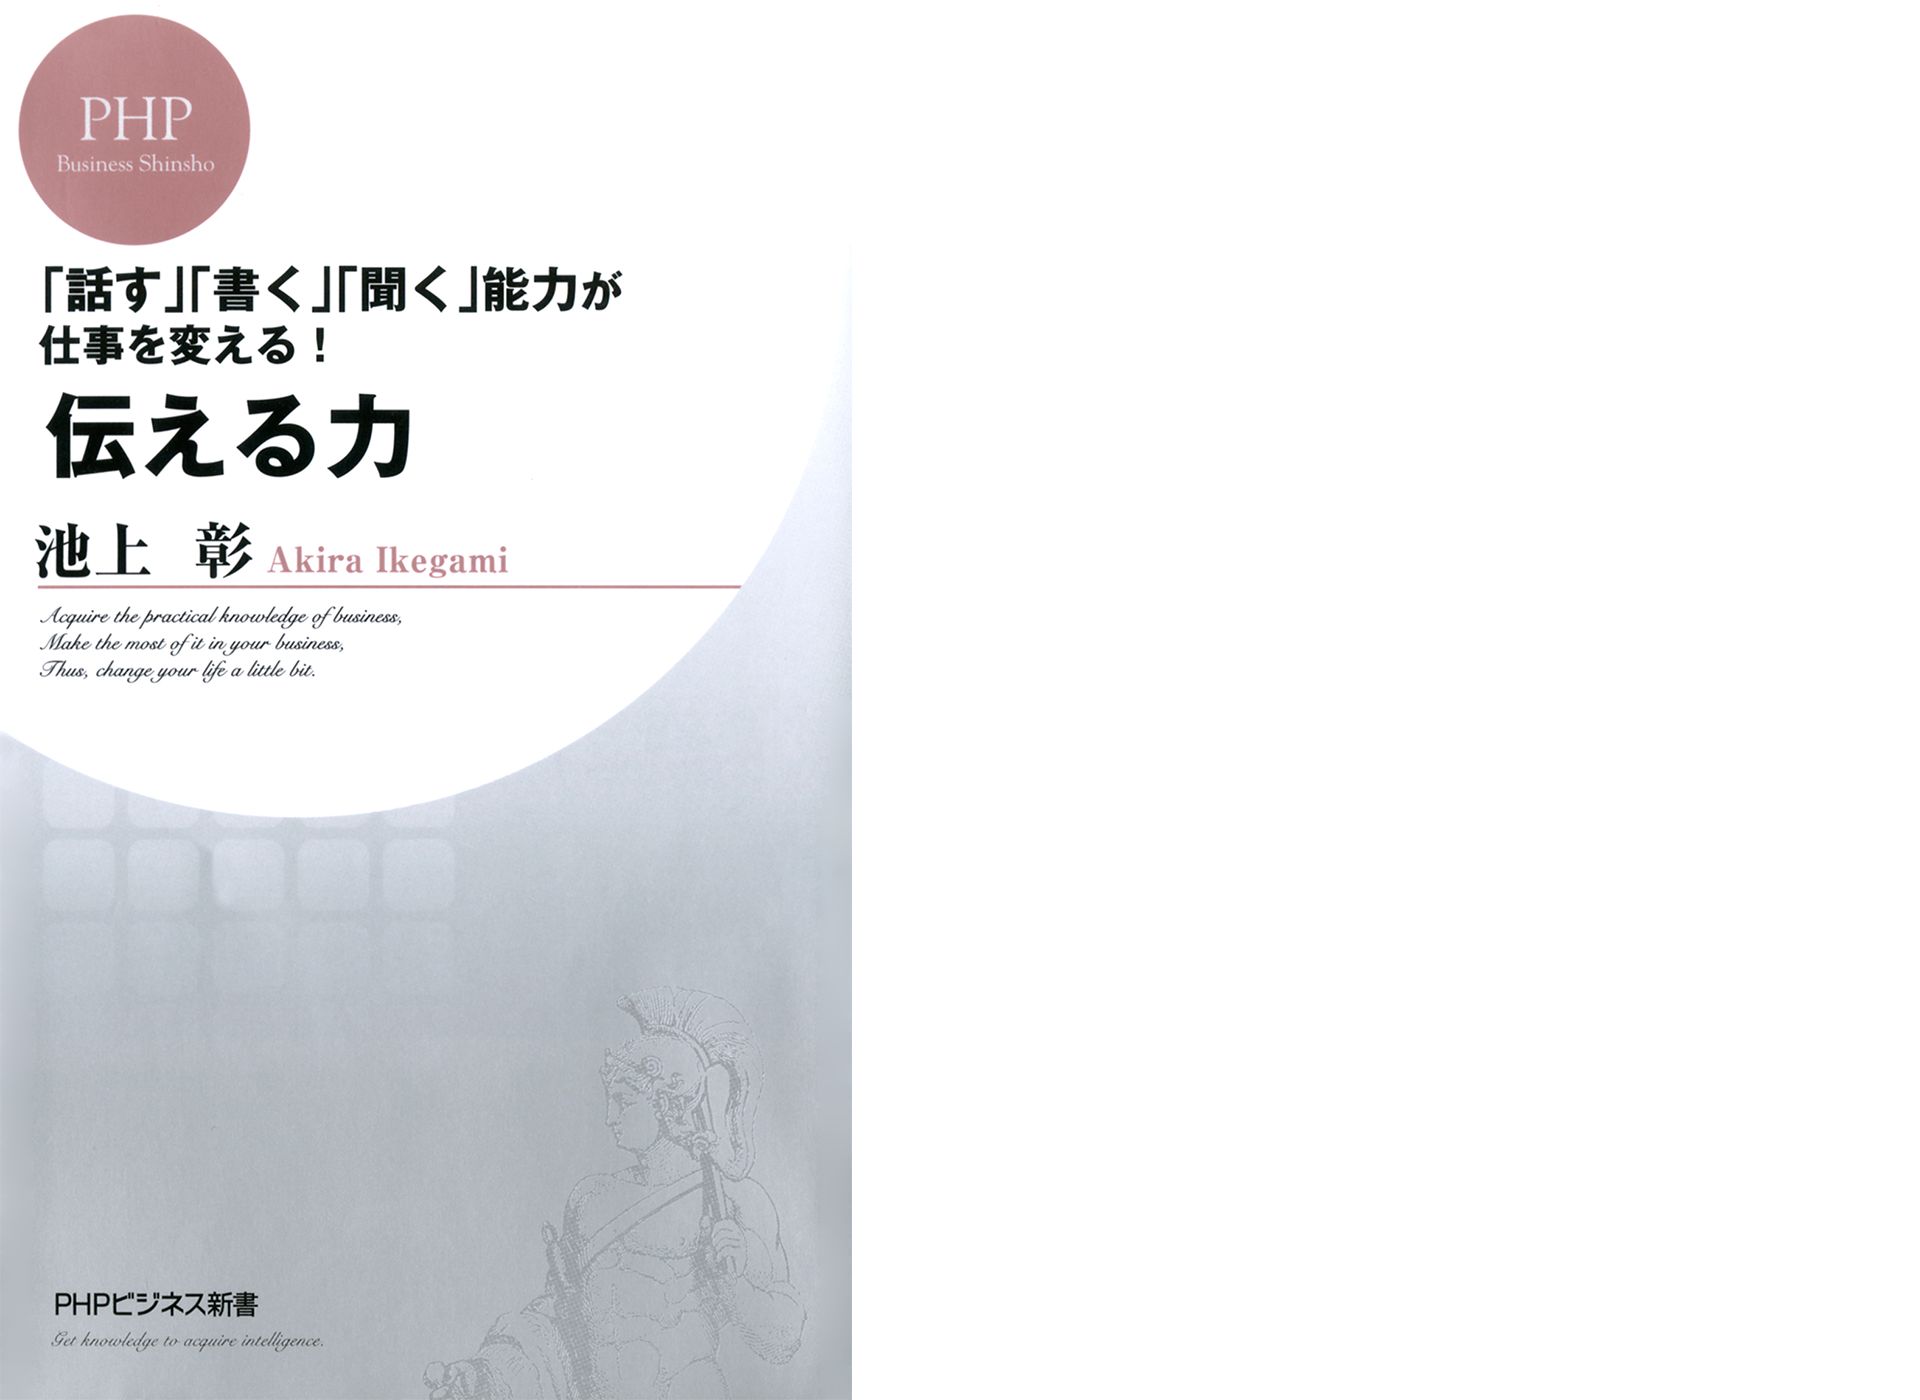 PHP
Business Shinsho
「話す」「書く」「聞く」能力が
仕事を変える!
伝える力
池上 彰 Akira Ikegami
Acquire the practical knowledge of business,
Make the most of it in your business,
Thus, change your life a little bit.
PHPビジネス新書
Get knowledge to acquire intelligence.